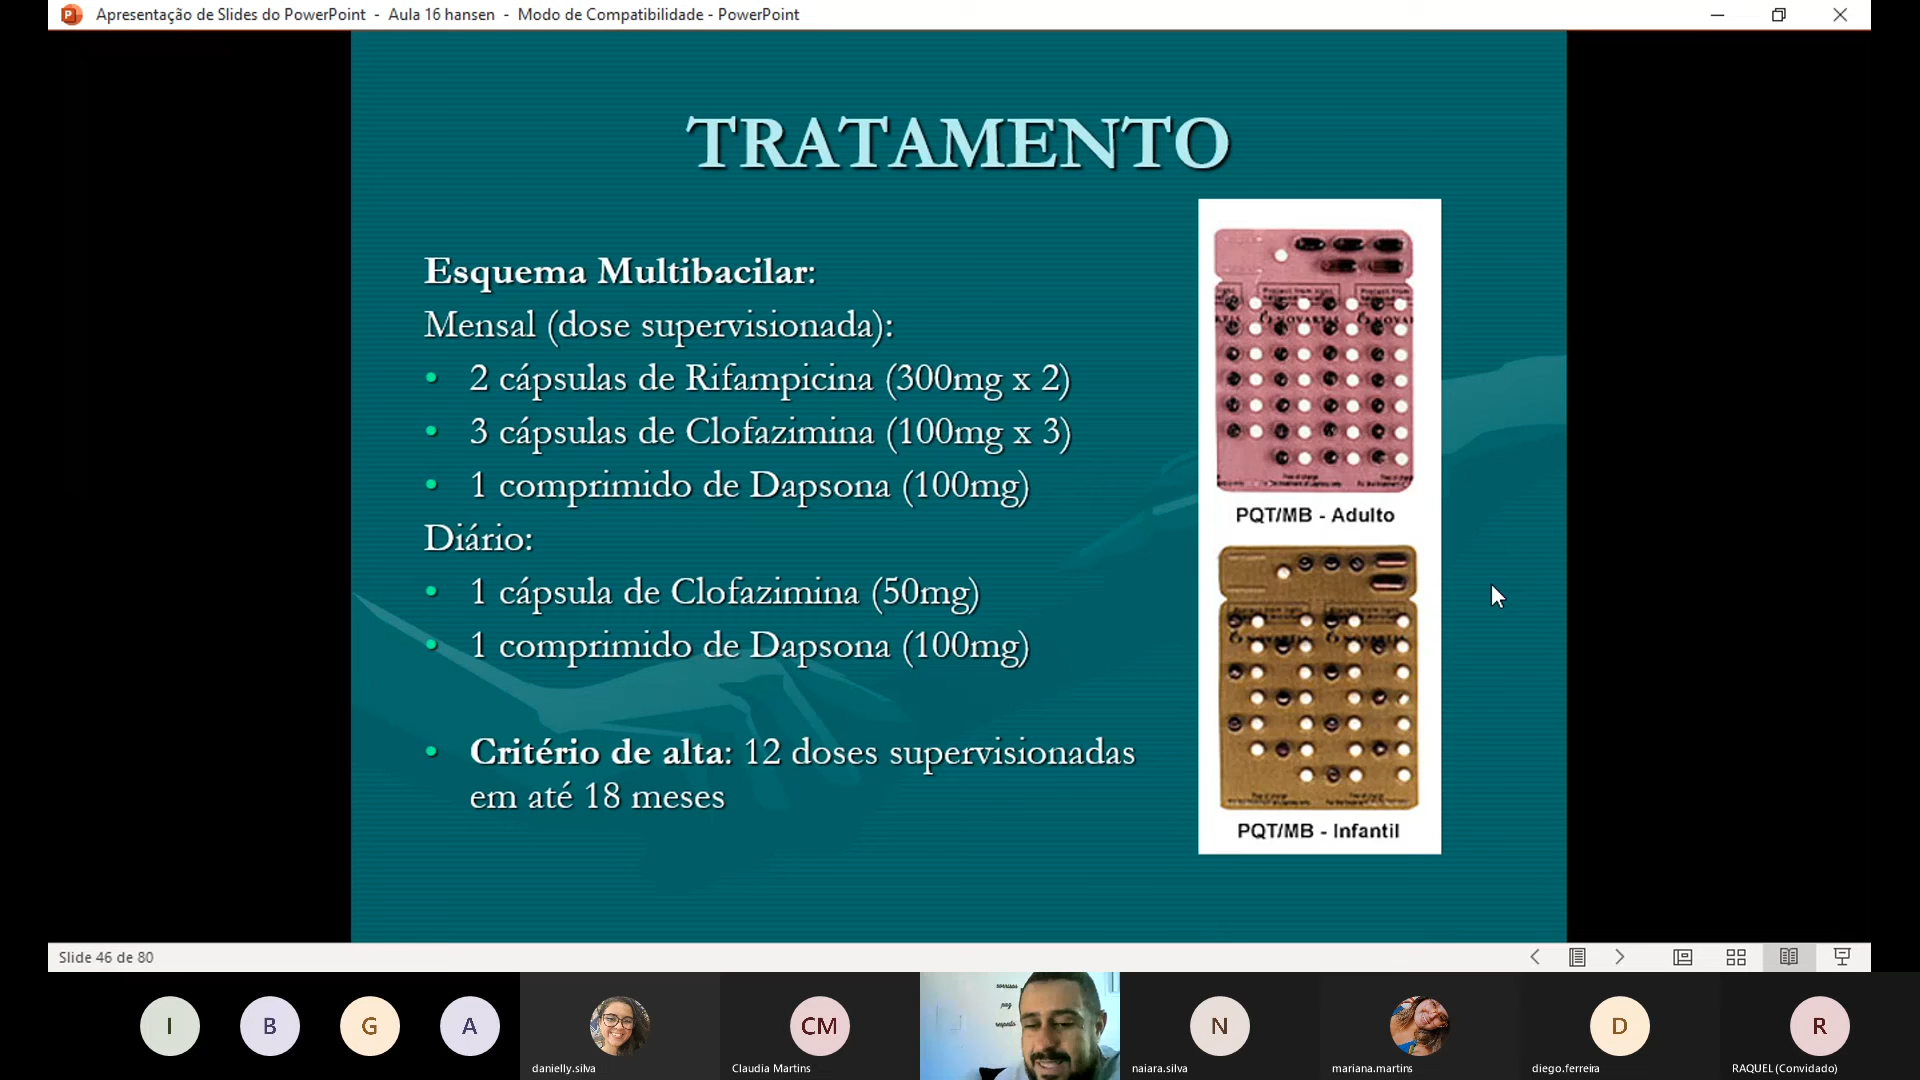 Apresentação de Slides do PowerPoint - Aula 16 hansen - Modo de Compatibilidade - PowerPoint
TRATAMENTO
Esquema Multibacilar:
Mensal (dose supervisionada):
• 2 cápsulas de Rifampicina (300mg x 2)
• 3 cápsulas de Clofazimina (100mg x 3)
• 1 comprimido de Dapsona (100mg)
Diário:
• 1 cápsula de Clofazimina (50mg)
• 1 comprimido de Dapsona (100mg)
• Critério de alta: 12 doses supervisionadas
em até 18 meses
NOVARTIS
PQT/MB - Adulto
NOVARTIS
PQT/MB - Infantil
Slide 46 de 80
I
B
G
A
danielly.silva
CM
Claudia Martins
paz
respeito
N
naiara.silva
mariana.martins
D
diego.ferreira
R
RAQUEL (Convidado)